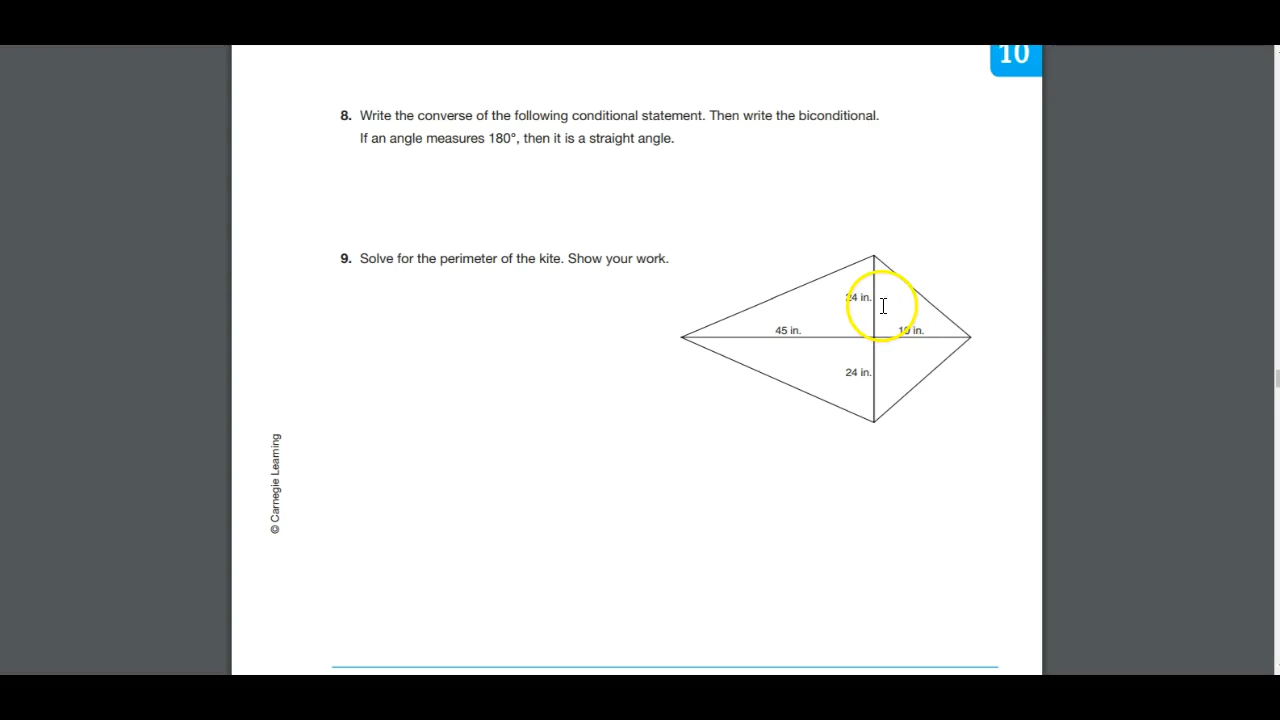 10
8. Write the converse of the following conditional statement. Then write the biconditional.
If an angle measures 180°, then it is a straight angle.
9. Solve for the perimeter of the kite. Show your work.
24 in.
45 in.
24 in.
© Carnegie Learning